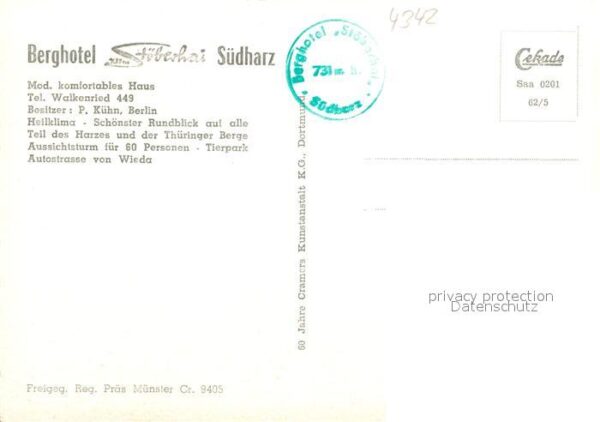 Berghotel Stöberhai Südharz
731 m
Mod. komfortables Haus
Tel. Walkenried 449
Besitzer: P. Kühn, Berlin
Heilklima - Schönster Rundblick auf alle
Teil des Harzes und der Thüringer Berge
Aussichtsturm für 60 Personen - Tierpark
Autostrasse von Wieda
Freigeg. Reg. Präs Münster Cr. 9405
60 Jahre Cramers Kunstanstalt K.G., Dortmund
Berghotel „Stöberhai“
731 m
Südharz
4342
Cekade
Saa 0201
62/5
privacy protection
Datenschutz